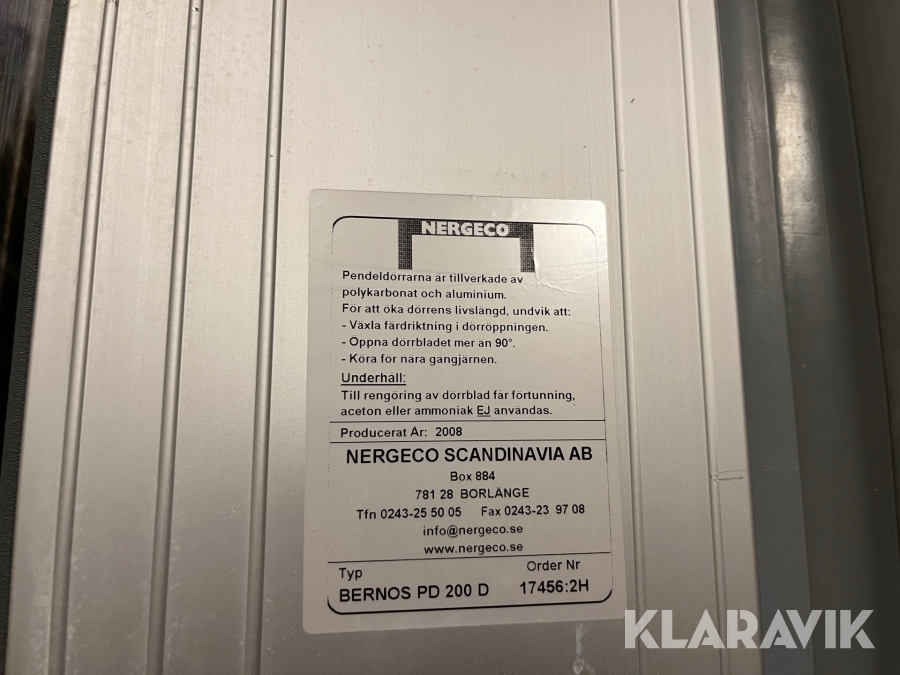 NERGECO
Pendeldörrarna är tillverkade av
polykarbonat och aluminium.
För att öka dörrens livslängd, undvik att:
- Växla färdriktning i dörröppningen.
- Öppna dörrbladet mer än 90°.
- Köra för nära gångjärnen.
Underhåll:
Till rengöring av dörrblad får förtunning,
aceton eller ammoniak EJ användas.
Producerat År: 2008
NERGECO SCANDINAVIA AB
Box 884
781 28 BORLÄNGE
Tfn 0243-25 50 05 Fax 0243-23 97 08
info@nergeco.se
www.nergeco.se
Typ Order Nr
BERNOS PD 200 D 17456:2H
KLARAVIK